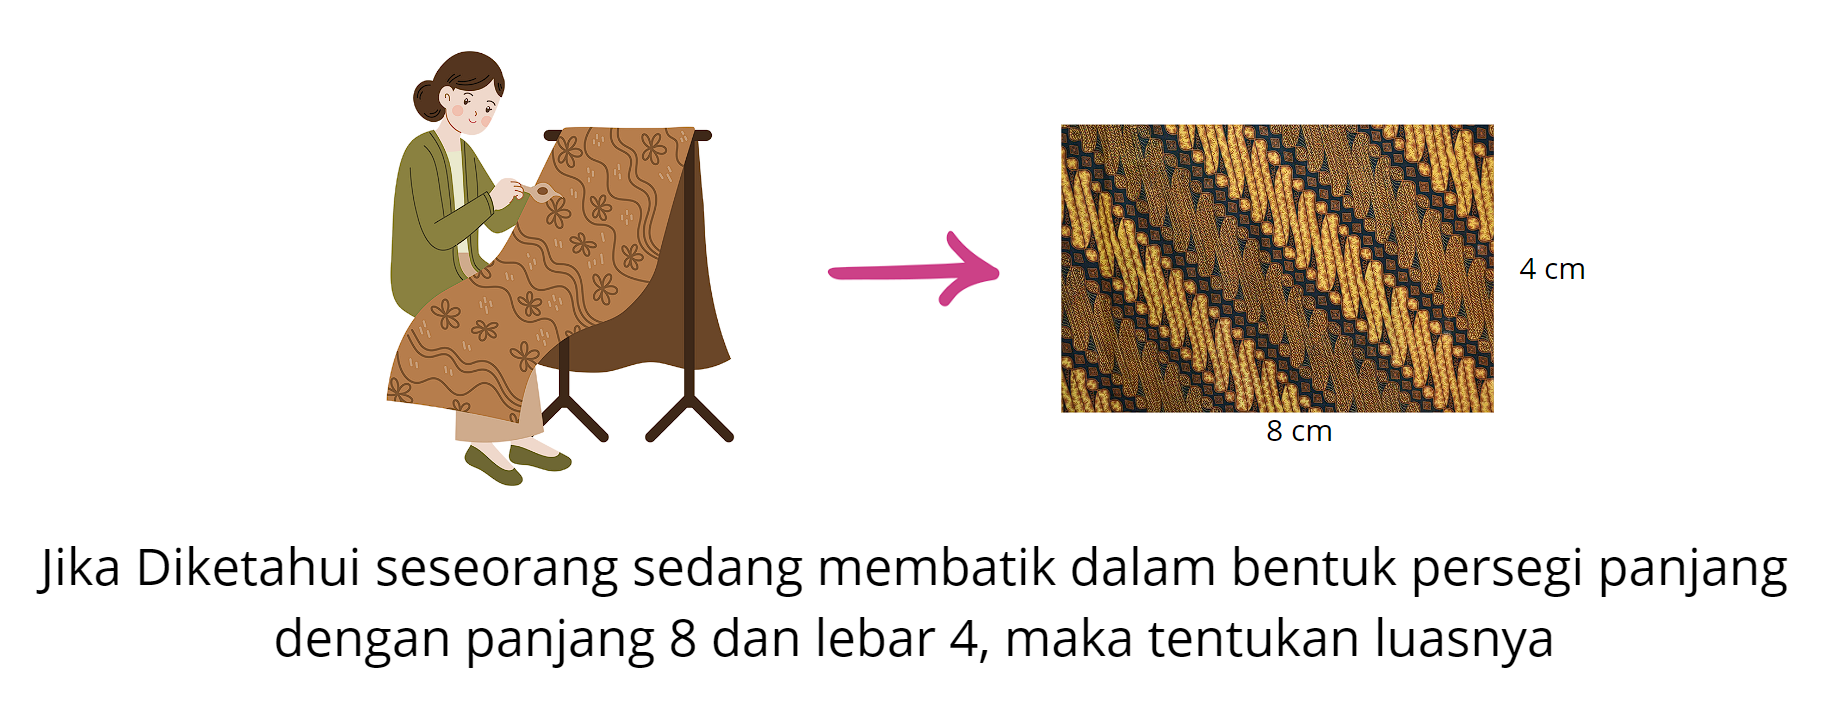 4 cm
8 cm
Jika Diketahui seseorang sedang membatik dalam bentuk persegi panjang
dengan panjang 8 dan lebar 4, maka tentukan luasnya